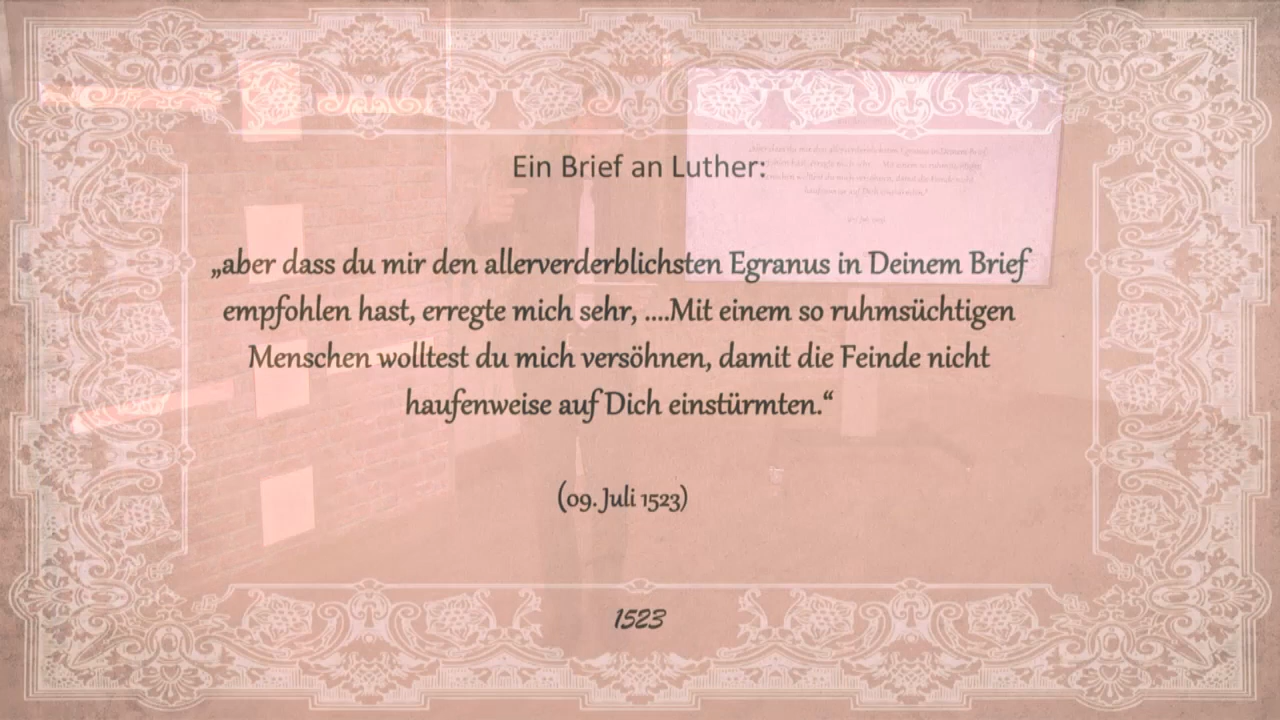 Ein Brief an Luther:
„aber dass du mir den allerverderblichsten Egranus in Deinem Brief
empfohlen hast, erregte mich sehr, ....Mit einem so ruhmsüchtigen
Menschen wolltest du mich versöhnen, damit die Feinde nicht
haufenweise auf Dich einstürmten.“
(09. Juli 1523)
1523